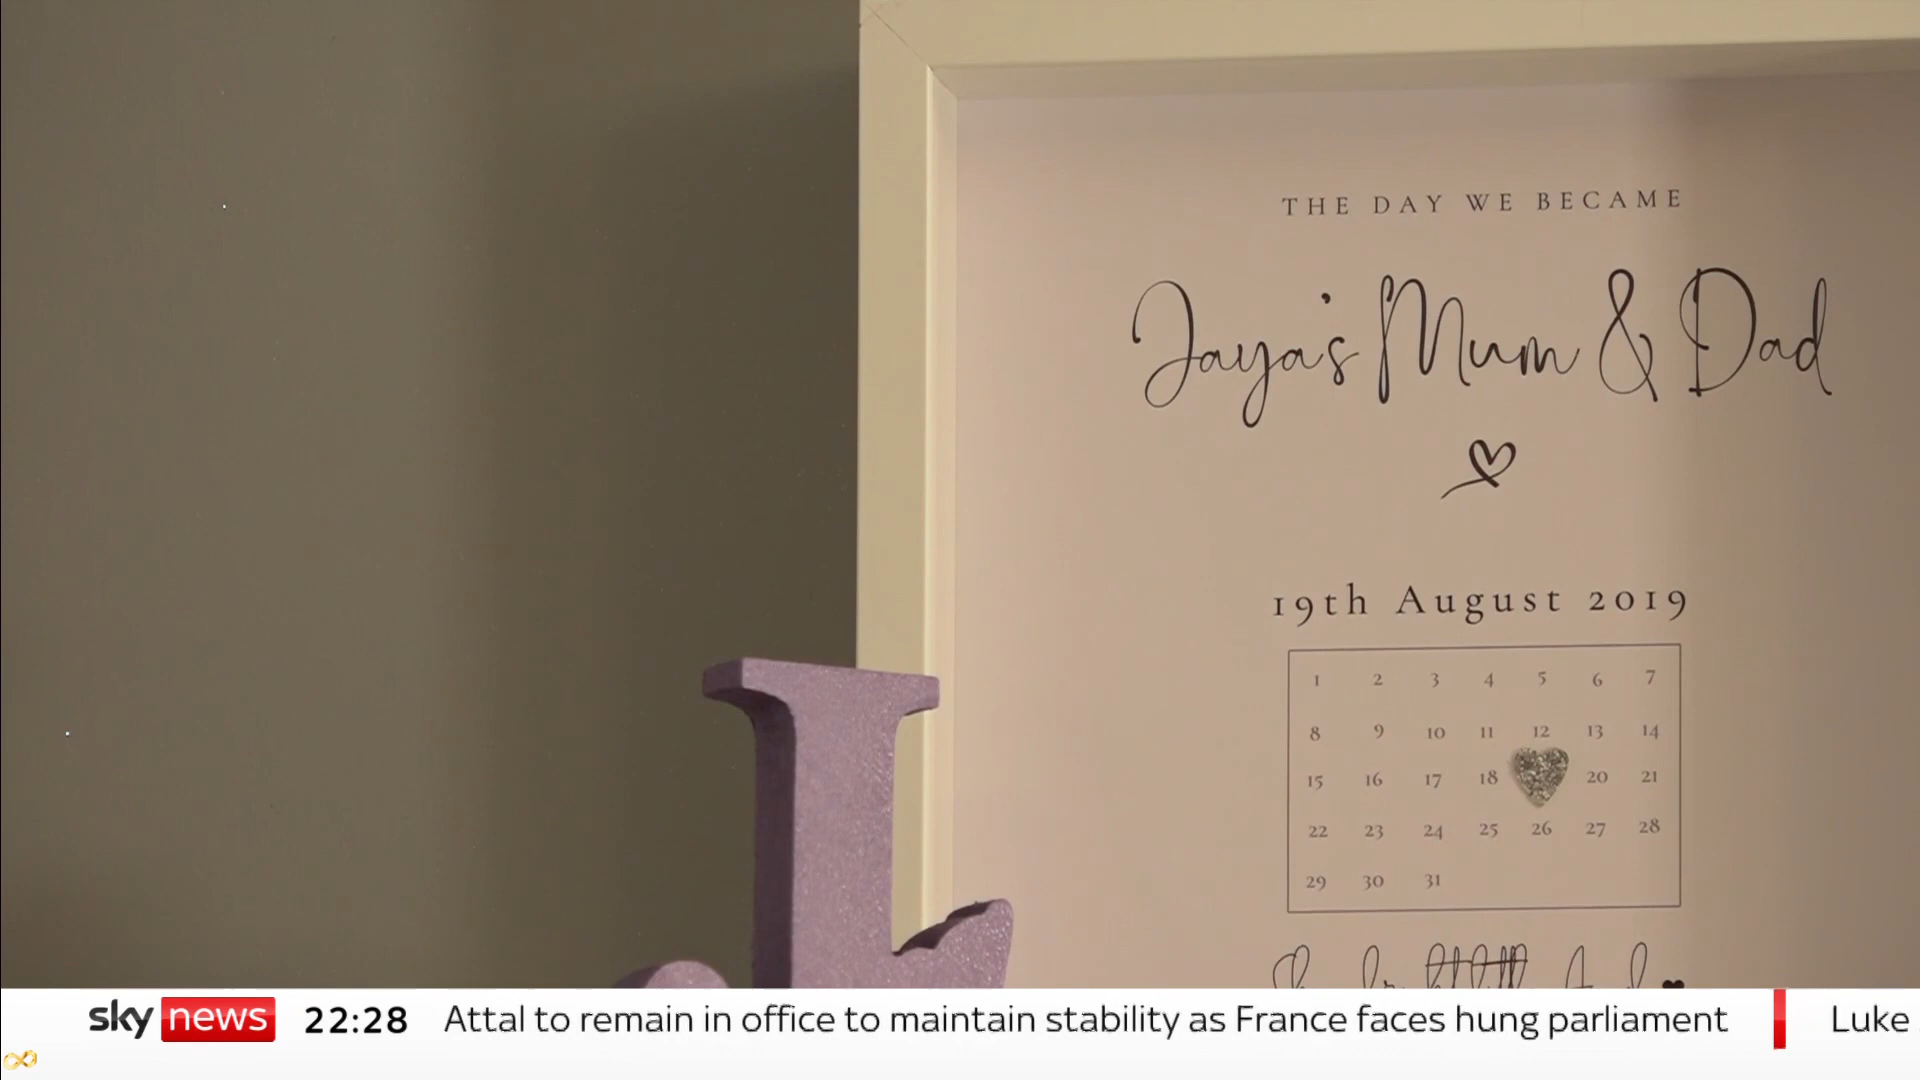 THE DAY WE BECAME
Jaya's Mum & Dad
19th August 2019
1 2 3 4 5 6 7
8 9 10 11 12 13 14
15 16 17 18 20 21
22 23 24 25 26 27 28
29 30 31
sky news 22:28 Attal to remain in office to maintain stability as France faces hung parliament Luke